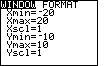 WINDOW FORMAT
Xmin=-20
Xmax=20
Xscl=1
Ymin=-10
Ymax=10
Yscl=1